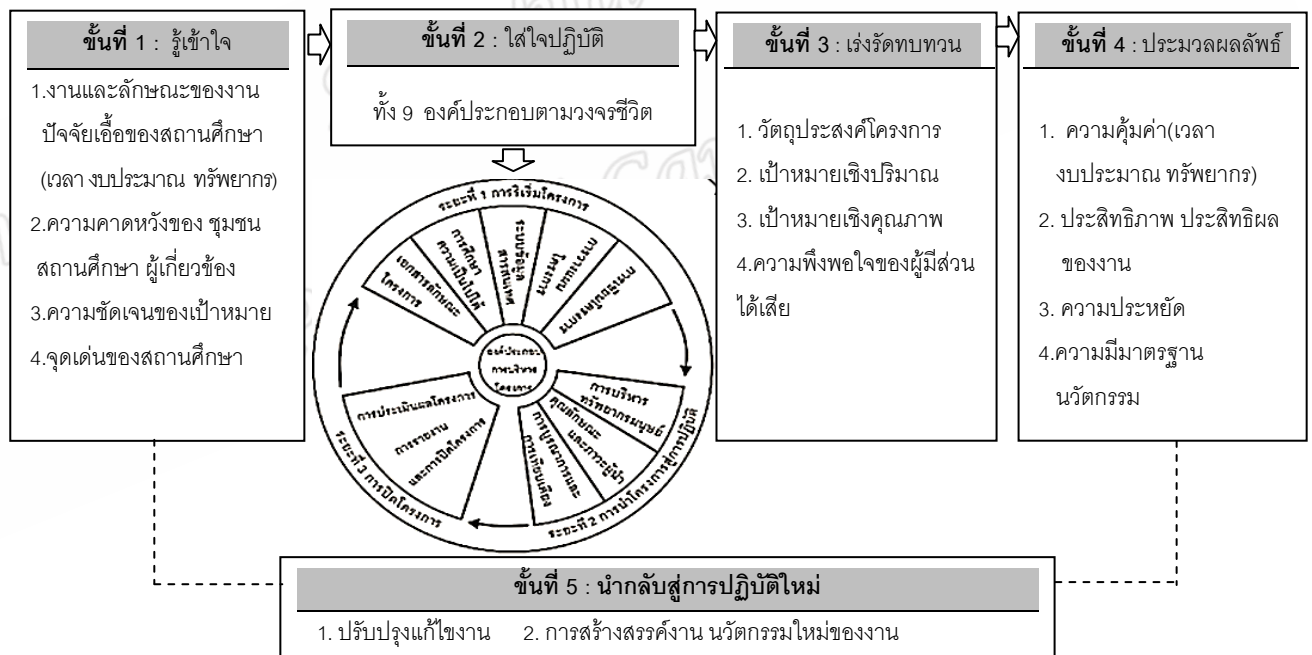 ขั้นที่ 1 : รู้เข้าใจ
1.งานและลักษณะของงาน
ปัจจัยเอื้อของสถานศึกษา
(เวลา งบประมาณ ทรัพยากร)
2.ความคาดหวังของ ชุมชน
สถานศึกษา ผู้เกี่ยวข้อง
3.ความชัดเจนของเป้าหมาย
4.จุดเด่นของสถานศึกษา
ขั้นที่ 2 : ใส่ใจปฏิบัติ
ทั้ง 9 องค์ประกอบตามวงจรชีวิต
ระยะที่ 1 การริเริ่มโครงการ
เอกสารลักษณะ
โครงการ
การศึกษา
ความเป็นไปได้
ระบบข้อมูล
สารสนเทศ
การวางแผน
โครงการ
การเขียนโครงการ
องค์ประกอบ
การบริหาร
โครงการ
การบริหาร
ทรัพยากรมนุษย์
คุณลักษณะ
และภาวะผู้นำ
การบูรณาการและ
การเทียบเคียง
ระยะที่ 2 การนำโครงการสู่การปฏิบัติ
การประเมินผลโครงการ
การรายงาน
และการปิดโครงการ
ระยะที่ 3 การปิดโครงการ
ขั้นที่ 3 : เร่งรัดทบทวน
1. วัตถุประสงค์โครงการ
2. เป้าหมายเชิงปริมาณ
3. เป้าหมายเชิงคุณภาพ
4.ความพึงพอใจของผู้มีส่วน
ได้เสีย
ขั้นที่ 4 : ประมวลผลลัพธ์
1. ความคุ้มค่า(เวลา
งบประมาณ ทรัพยากร)
2. ประสิทธิภาพ ประสิทธิผล
ของงาน
3. ความประหยัด
4.ความมีมาตรฐาน
นวัตกรรม
ขั้นที่ 5 : นำกลับสู่การปฏิบัติใหม่
1. ปรับปรุงแก้ไขงาน 2. การสร้างสรรค์งาน นวัตกรรมใหม่ของงาน